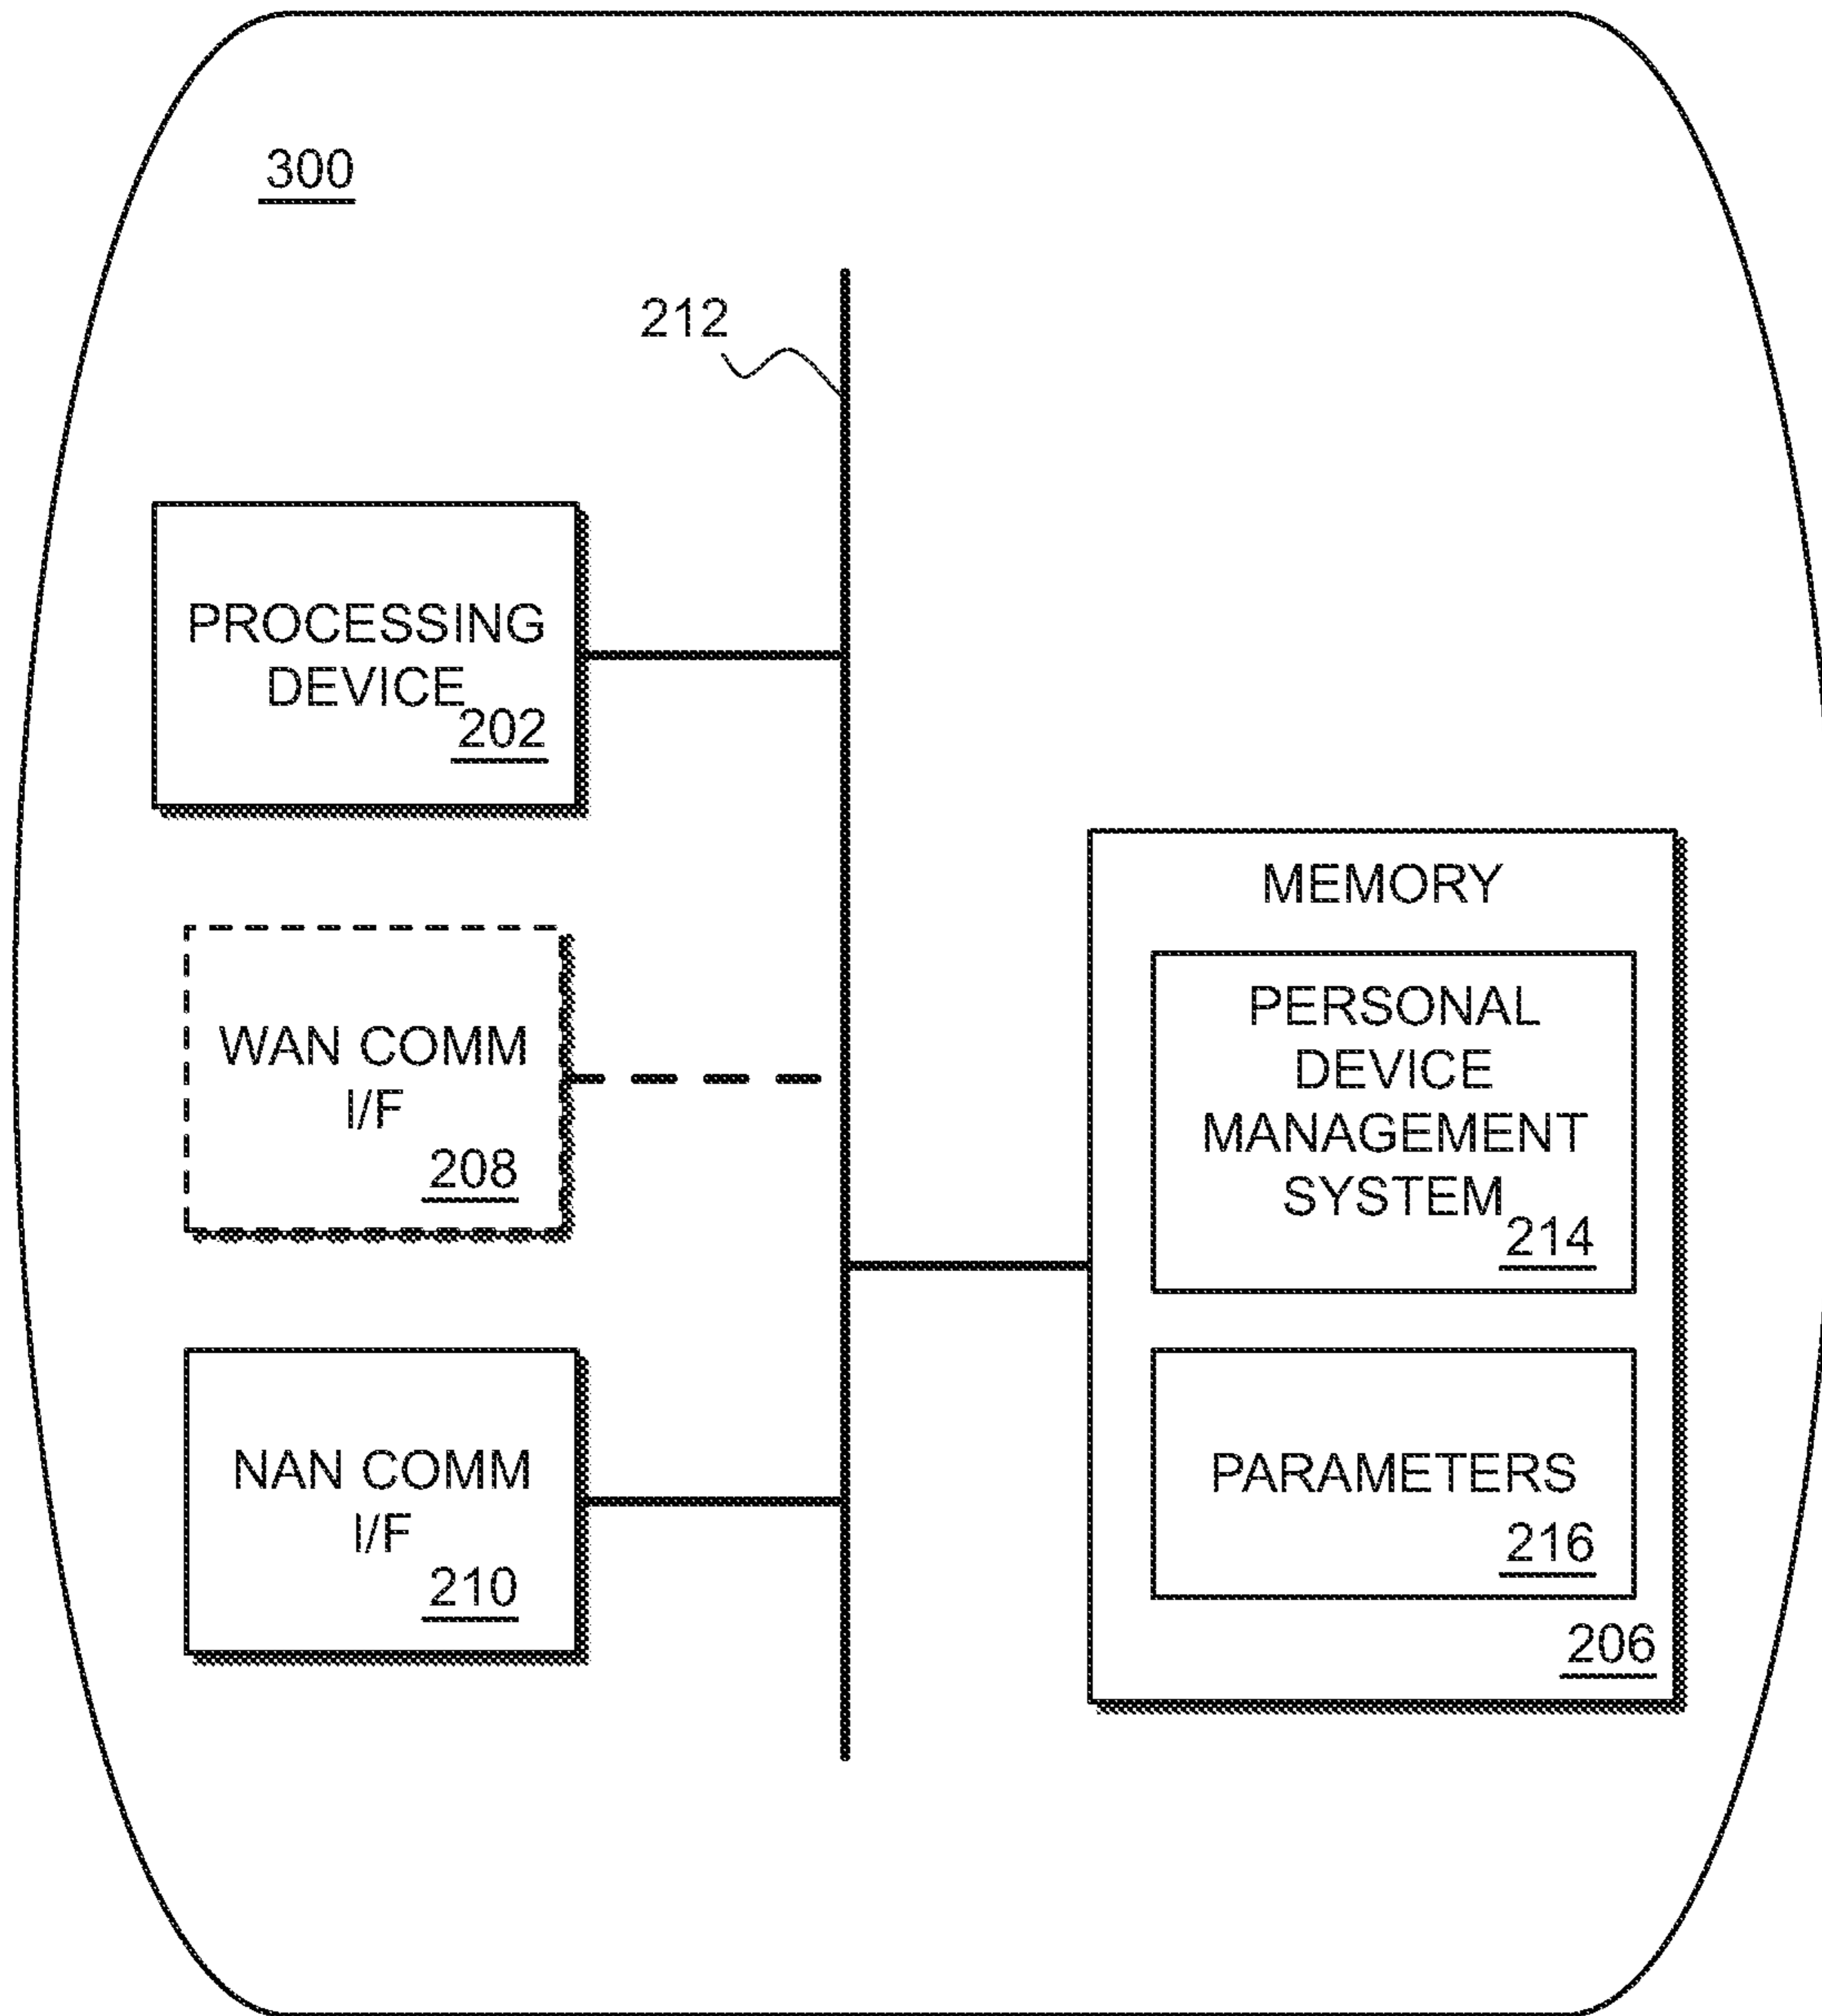 300
212
PROCESSING
DEVICE
202
WAN COMM
I/F
208
NAN COMM
I/F
210
MEMORY
PERSONAL
DEVICE
MANAGEMENT
SYSTEM
214
PARAMETERS
216
206